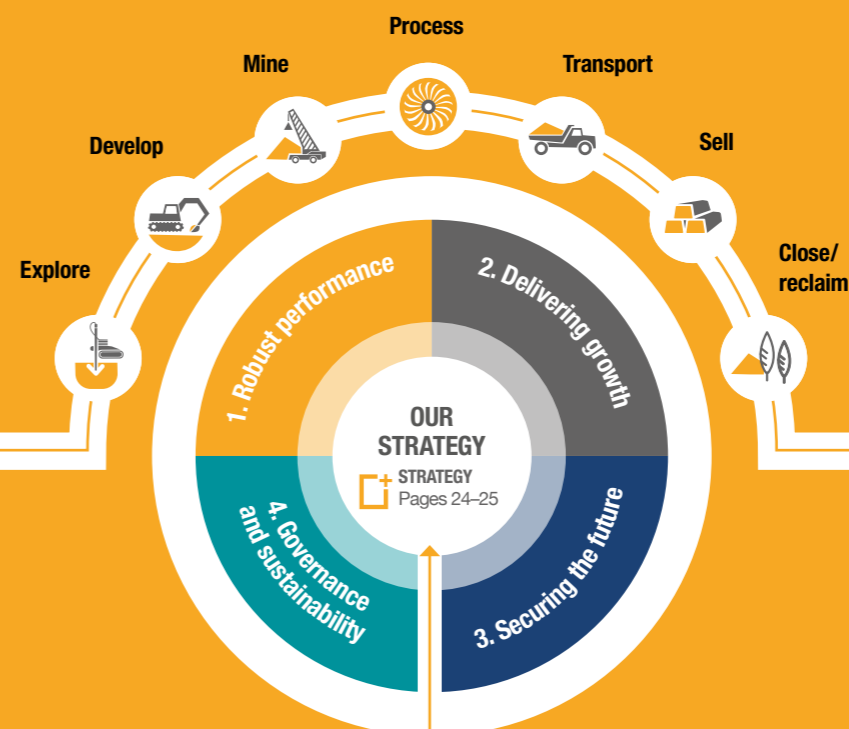 Process
Mine
Transport
Develop
Sell
Explore
Close/
reclaim
1. Robust performance
2. Delivering growth
OUR
STRATEGY
STRATEGY
Pages 24–25
3. Securing the future
4. Governance
and sustainability